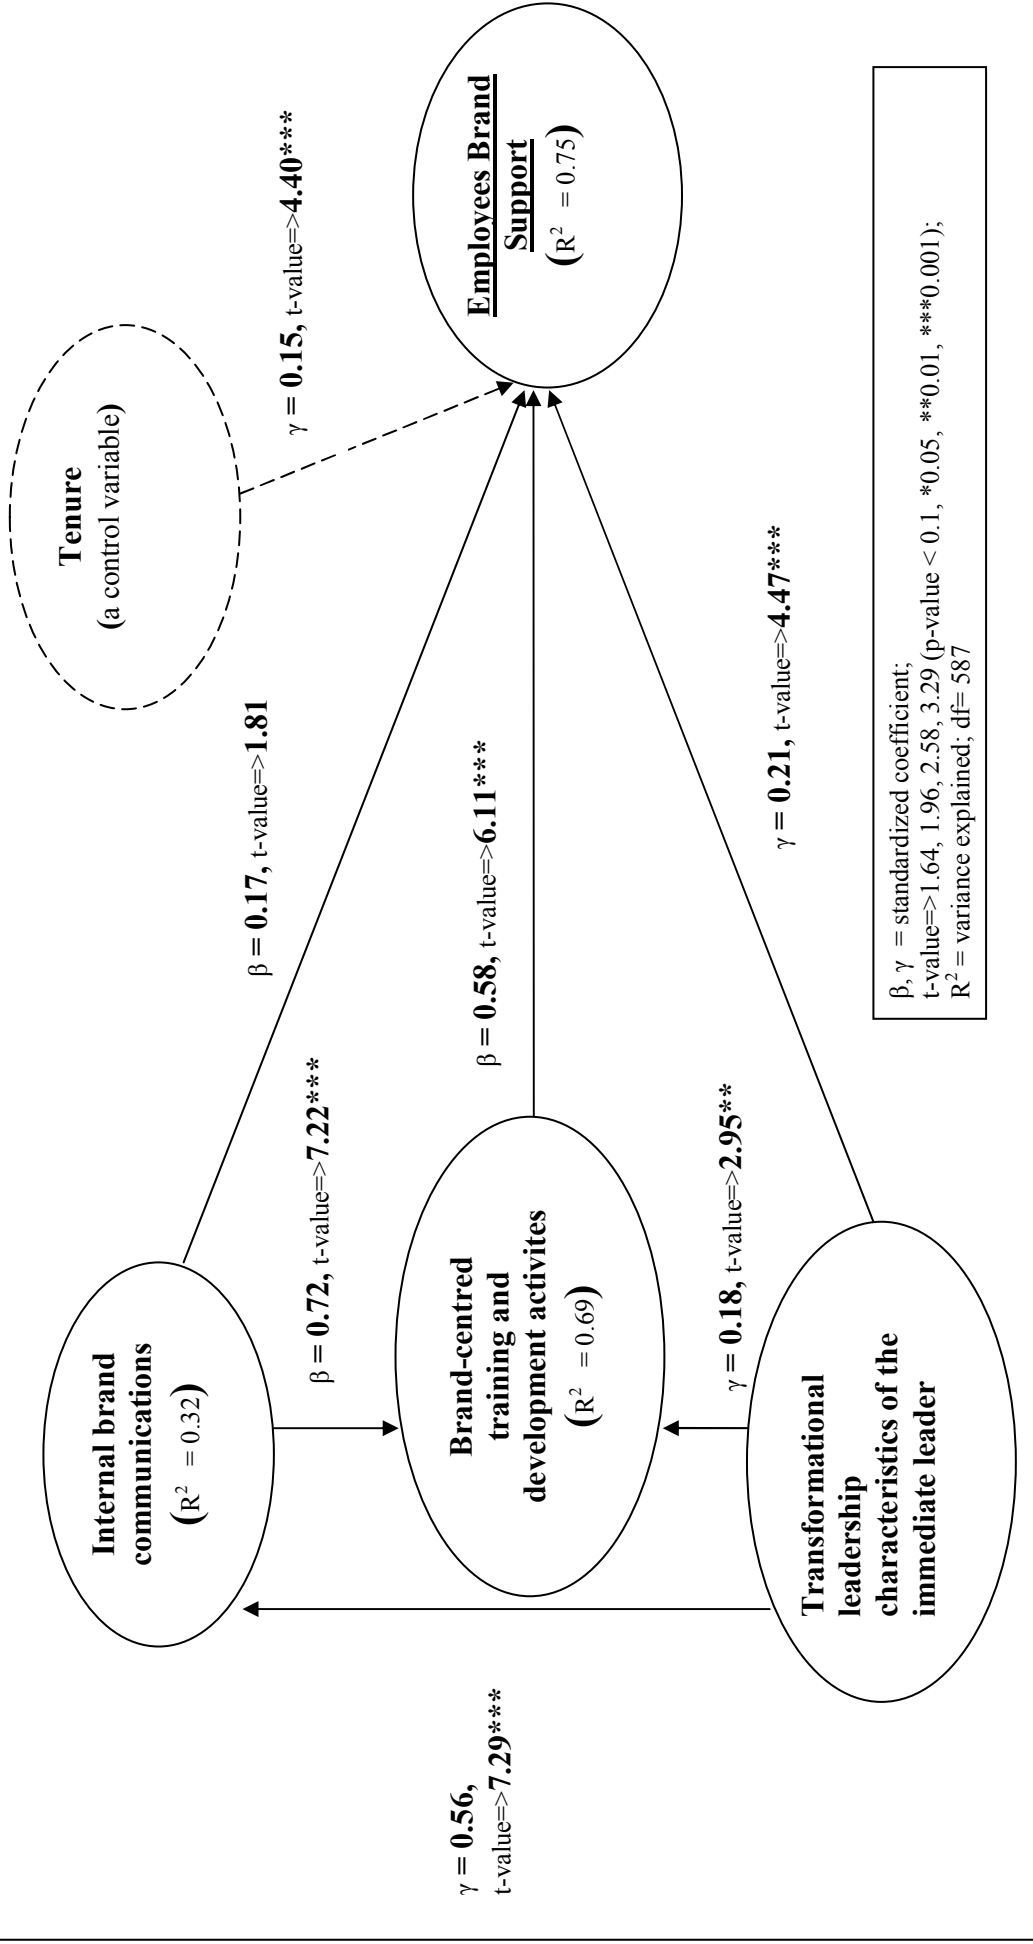 Tenure
(a control variable)
γ = 0.15, t-value=>4.40***
Internal brand
communications
(R² = 0.32)
β = 0.17, t-value=>1.81
β = 0.72, t-value=>7.22***
γ = 0.56,
t-value=>7.29***
Brand-centred
training and
development activites
(R² = 0.69)
β = 0.58, t-value=>6.11***
Employees Brand
Support
(R² = 0.75)
γ = 0.18, t-value=>2.95**
γ = 0.21, t-value=>4.47***
Transformational
leadership
characteristics of the
immediate leader
β, γ = standardized coefficient;
t-value=>1.64, 1.96, 2.58, 3.29 (p-value < 0.1, *0.05, **0.01, ***0.001);
R² = variance explained; df= 587